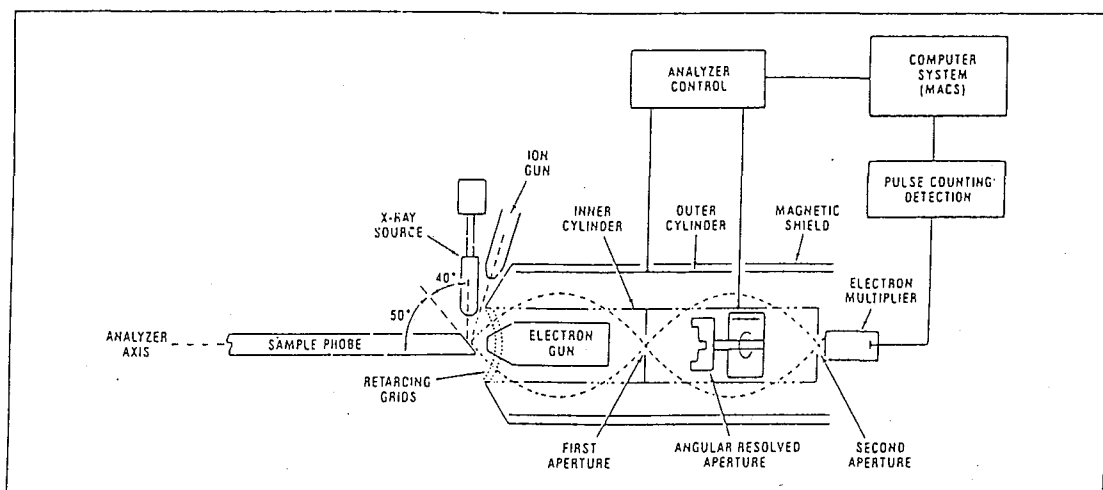 COMPUTER
SYSTEM
(MACS)
ANALYZER
CONTROL
ION
GUN
PULSE COUNTING
DETECTION
X-RAY
SOURCE
INNER
CYLINDER
OUTER
CYLINDER
MAGNETIC
SHIELD
ELECTRON
MULTIPLIER
40°
50°
ANALYZER
AXIS
SAMPLE PROBE
ELECTRON
GUN
RETARCING
GRIDS
FIRST
APERTURE
ANGULAR RESOLVED
APERTURE
SECOND
APERTURE